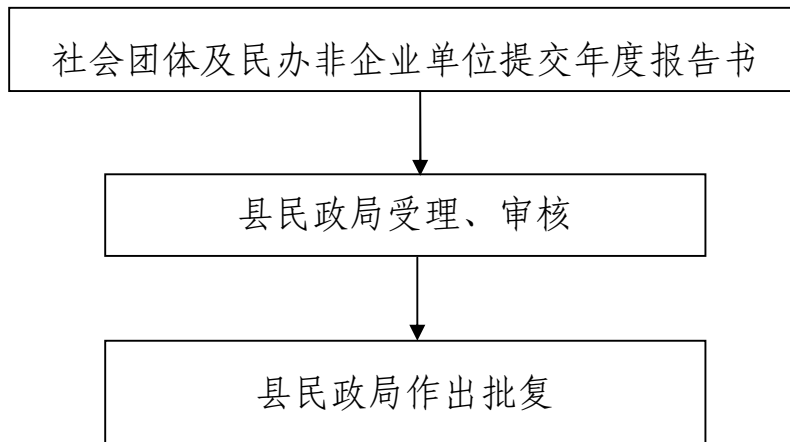 社会团体及民办非企业单位提交年度报告书
县民政局受理、审核
县民政局作出批复